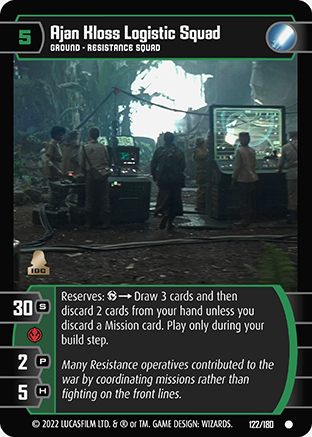 5 Ajan Kloss Logistic Squad
GROUND - RESISTANCE SQUAD
IDC
30 S
2 P
5 H
Reserves: → Draw 3 cards and then
discard 2 cards from your hand unless you
discard a Mission card. Play only during your
build step.
Many Resistance operatives contributed to the
war by coordinating missions rather than
fighting on the front lines.
© 2022 LUCASFILM LTD. & ® or TM. GAME DESIGN: WIZARDS. 122/180